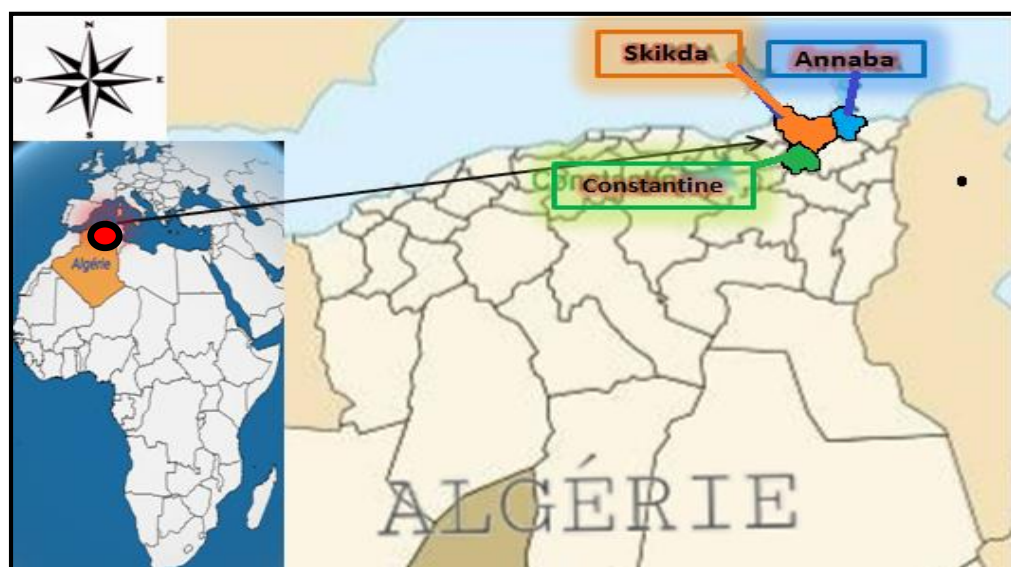 N
O
E
S
Skikda
Annaba
Constantine
Algérie
ALGÉRIE